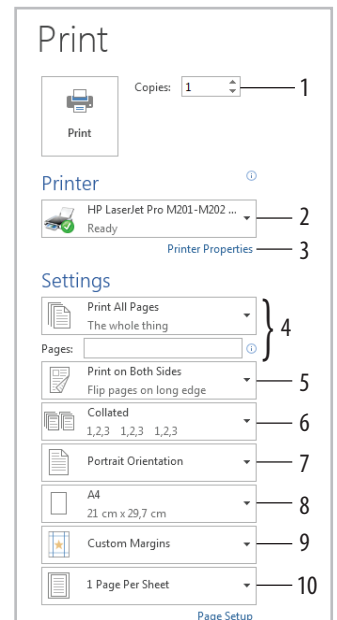 Print
Copies: 1
1
Print
Printer
HP LaserJet Pro M201-M202 ...
Ready
2
Printer Properties
3
Settings
Print All Pages
The whole thing
4
Pages:
Print on Both Sides
Flip pages on long edge
5
Collated
1,2,3 1,2,3 1,2,3
6
Portrait Orientation
7
A4
21 cm x 29,7 cm
8
Custom Margins
9
1 Page Per Sheet
10
Page Setup